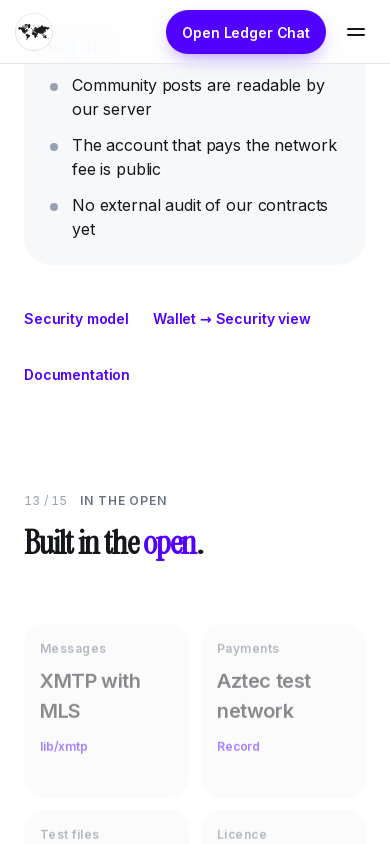 Open Ledger Chat
Community posts are readable by
our server
The account that pays the network
fee is public
No external audit of our contracts
yet
Security model
Wallet → Security view
Documentation
13 / 15 IN THE OPEN
Built in the open.
Messages
XMTP with
MLS
lib/xmtp
Payments
Aztec test
network
Record
Test files
Licence